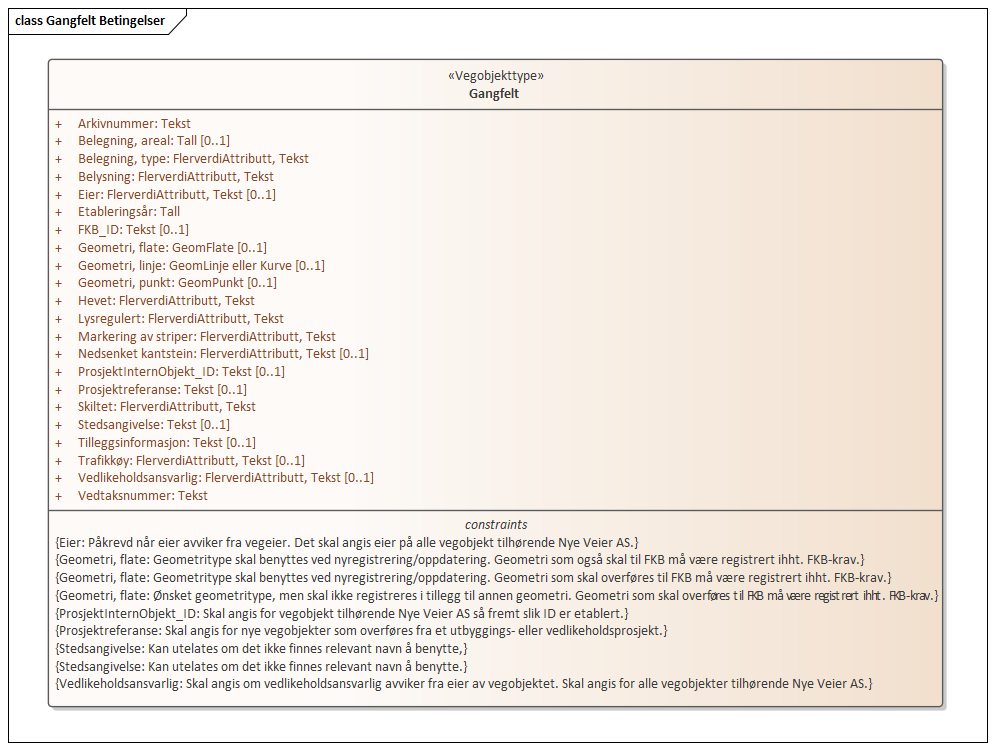 class Gangfelt Betingelser
«Vegobjekttype»
Gangfelt
+ Arkivnummer: Tekst
+ Belegning, areal: Tall [0..1]
+ Belegning, type: FlerverdiAttributt, Tekst
+ Belysning: FlerverdiAttributt, Tekst
+ Eier: FlerverdiAttributt, Tekst [0..1]
+ Etableringsår: Tall
+ FKB_ID: Tekst [0..1]
+ Geometri, flate: GeomFlate [0..1]
+ Geometri, linje: GeomLinje eller Kurve [0..1]
+ Geometri, punkt: GeomPunkt [0..1]
+ Hevet: FlerverdiAttributt, Tekst
+ Lysregulert: FlerverdiAttributt, Tekst
+ Markering av striper: FlerverdiAttributt, Tekst
+ Nedsenket kantstein: FlerverdiAttributt, Tekst [0..1]
+ ProsjektInternObjekt_ID: Tekst [0..1]
+ Prosjektreferanse: Tekst [0..1]
+ Skiltet: FlerverdiAttributt, Tekst
+ Stedsangivelse: Tekst [0..1]
+ Tilleggsinformasjon: Tekst [0..1]
+ Trafikkøy: FlerverdiAttributt, Tekst [0..1]
+ Vedlikeholdsansvarlig: FlerverdiAttributt, Tekst [0..1]
+ Vedtaksnummer: Tekst
constraints
{Eier: Påkrevd når eier avviker fra vegeier. Det skal angis eier på alle vegobjekt tilhørende Nye Veier AS.}
{Geometri, flate: Geometritype skal benyttes ved nyregistrering/oppdatering. Geometri som også skal til FKB må være registrert ihht. FKB-krav.}
{Geometri, flate: Geometritype skal benyttes ved nyregistrering/oppdatering. Geometri som skal overføres til FKB må være registrert ihht. FKB-krav.}
{Geometri, flate: Ønsket geometritype, men skal ikke registreres i tillegg til annen geometri. Geometri som skal overføres til FKB må være registrert ihht. FKB-krav.}
{ProsjektInternObjekt_ID: Skal angis for vegobjekt tilhørende Nye Veier AS så fremt slik ID er etablert.}
{Prosjektreferanse: Skal angis for nye vegobjekter som overføres fra et utbyggings- eller vedlikeholdsprosjekt.}
{Stedsangivelse: Kan utelates om det ikke finnes relevant navn å benytte,}
{Stedsangivelse: Kan utelates om det ikke finnes relevant navn å benytte.}
{Vedlikeholdsansvarlig: Skal angis om vedlikeholdsansvarlig avviker fra eier av vegobjektet. Skal angis for alle vegobjekter tilhørende Nye Veier AS.}